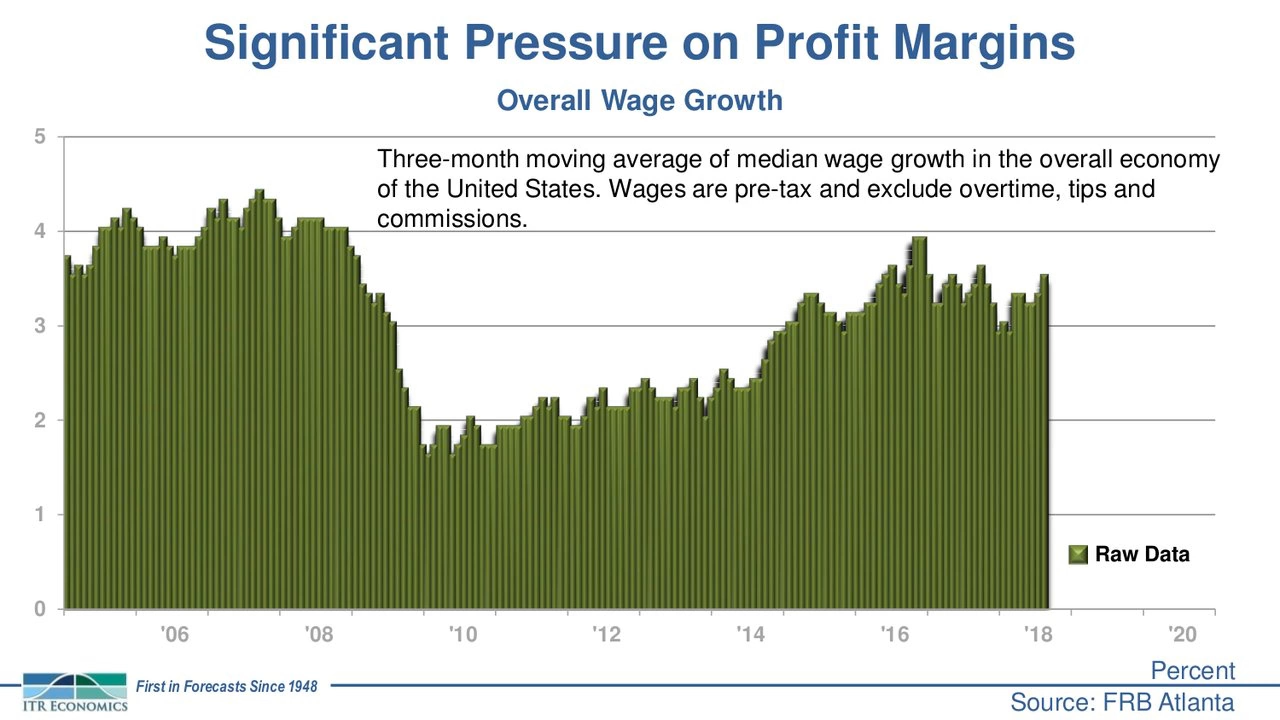 Significant Pressure on Profit Margins
Overall Wage Growth
5
Three-month moving average of median wage growth in the overall economy
of the United States. Wages are pre-tax and exclude overtime, tips and
commissions.
4
3
2
1
Raw Data
0
'06 '08 '10 '12 '14 '16 '18 '20
Percent
First in Forecasts Since 1948
ITR ECONOMICS
Source: FRB Atlanta